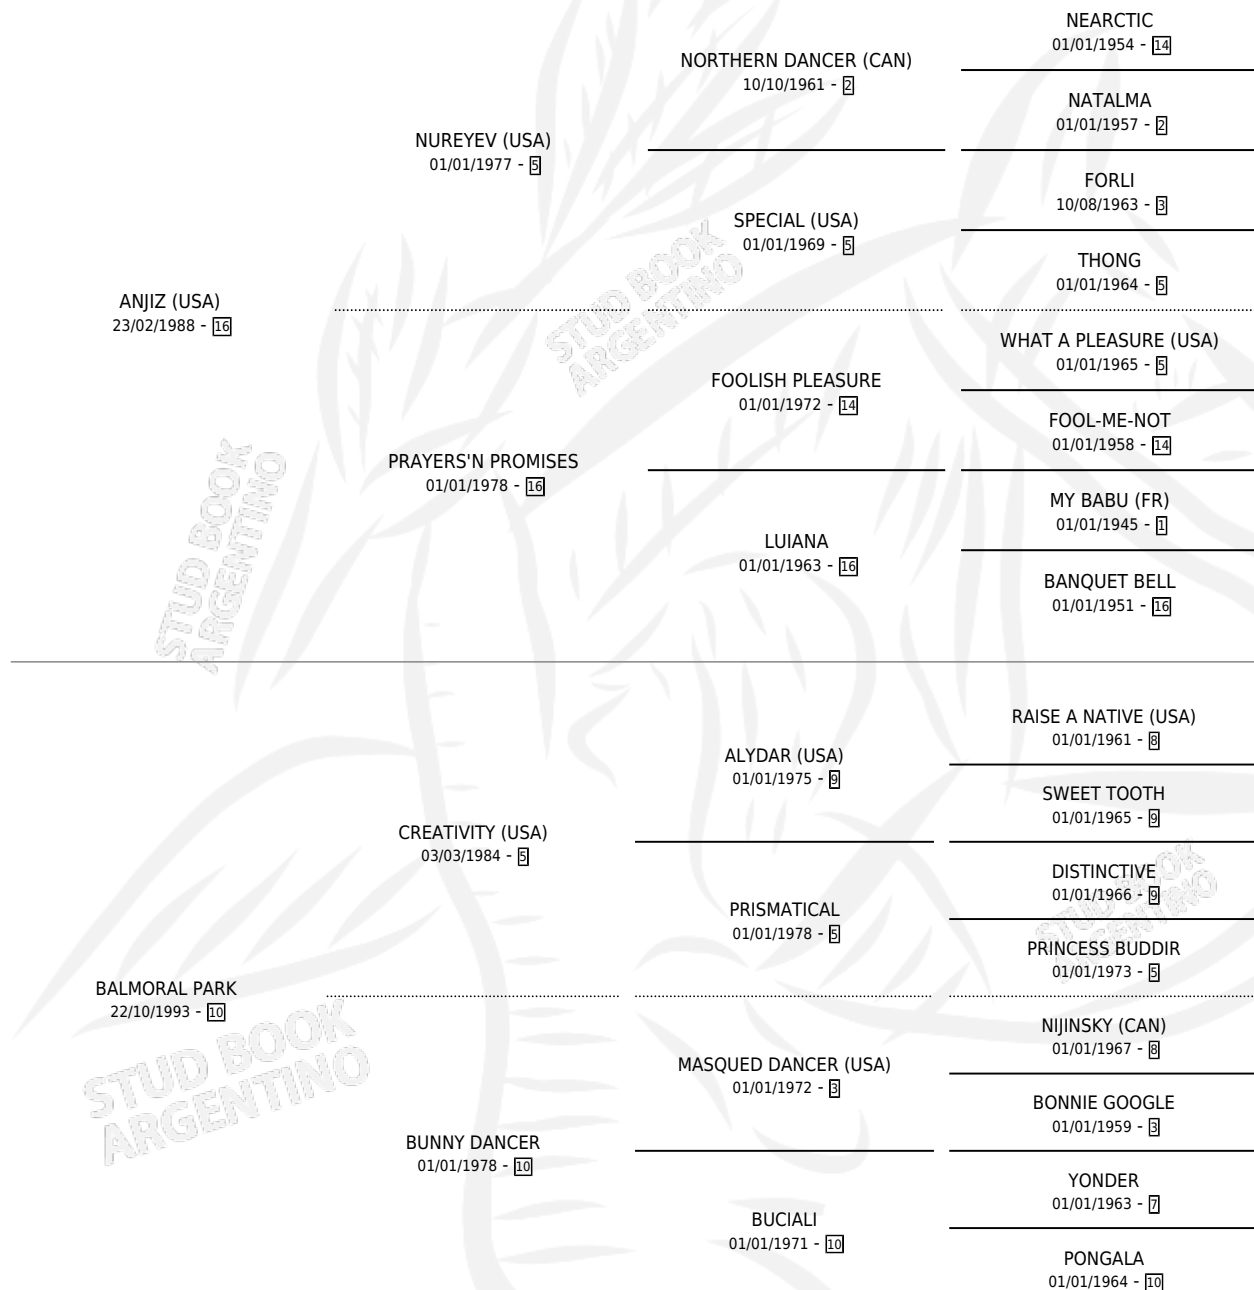 NEARCTIC
01/01/1954 - 14
NORTHERN DANCER (CAN)
10/10/1961 - 2
NATALMA
01/01/1957 - 2
NUREYEV (USA)
01/01/1977 - 5
FORLI
10/08/1963 - 3
SPECIAL (USA)
01/01/1969 - 5
THONG
01/01/1964 - 5
ANJIZ (USA)
23/02/1988 - 16
STUD BOOK
ARGENTINO
WHAT A PLEASURE (USA)
01/01/1965 - 5
FOOLISH PLEASURE
01/01/1972 - 14
FOOL-ME-NOT
01/01/1958 - 14
PRAYERS'N PROMISES
01/01/1978 - 16
MY BABU (FR)
01/01/1945 - 1
LUIANA
01/01/1963 - 16
BANQUET BELL
01/01/1951 - 16
STUD BOOK
ARGENTINO
RAISE A NATIVE (USA)
01/01/1961 - 8
ALYDAR (USA)
01/01/1975 - 9
SWEET TOOTH
01/01/1965 - 9
CREATIVITY (USA)
03/03/1984 - 5
DISTINCTIVE
01/01/1966 - 9
PRISMATICAL
01/01/1978 - 5
PRINCESS BUDDIR
01/01/1973 - 5
STUD BOOK
ARGENTINO
BALMORAL PARK
22/10/1993 - 10
NIJINSKY (CAN)
01/01/1967 - 8
MASQUED DANCER (USA)
01/01/1972 - 3
BONNIE GOOGLE
01/01/1959 - 3
STUD BOOK
ARGENTINO
BUNNY DANCER
01/01/1978 - 10
YONDER
01/01/1963 - 7
BUCIALI
01/01/1971 - 10
PONGALA
01/01/1964 - 10